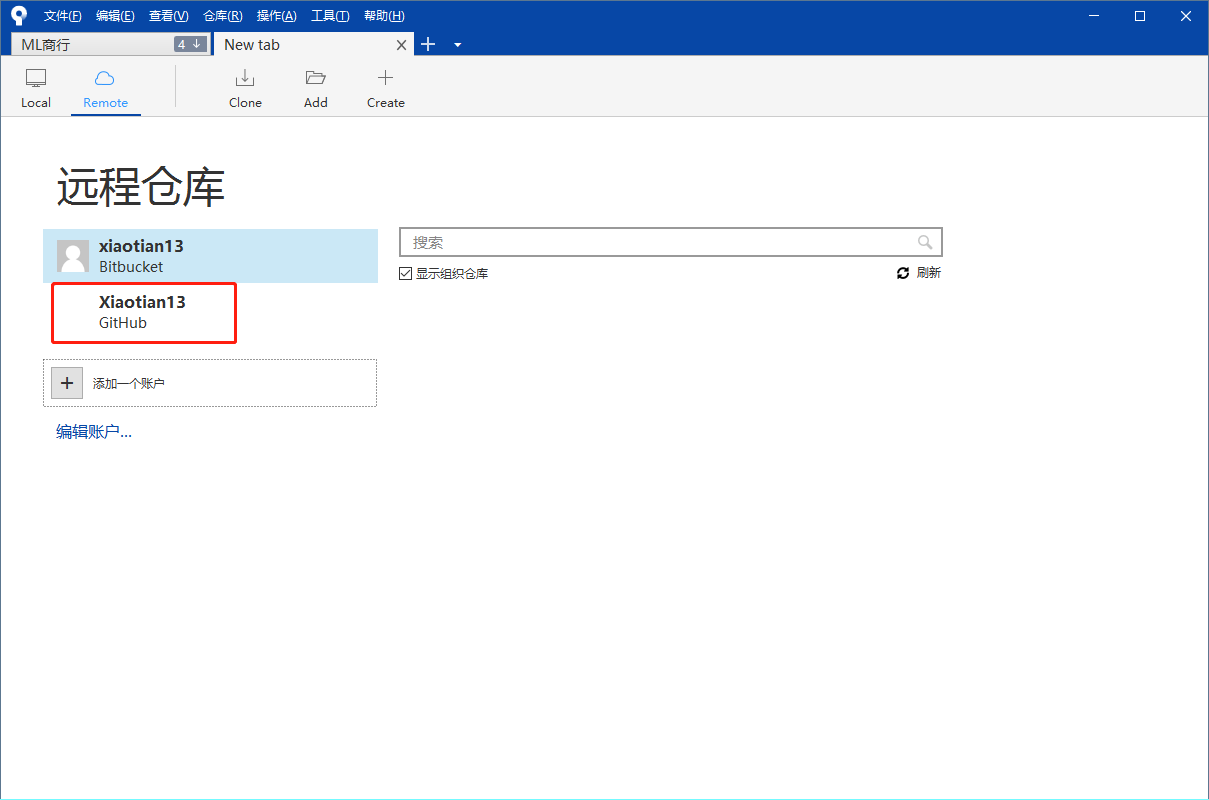 文件(F) 编辑(E) 查看(V) 仓库(R) 操作(A) 工具(T) 帮助(H)
ML商行 4 New tab
Local Remote Clone Add Create
远程仓库
xiaotian13
Bitbucket
Xiaotian13
GitHub
添加一个账户
编辑账户...
搜索
显示组织仓库 刷新